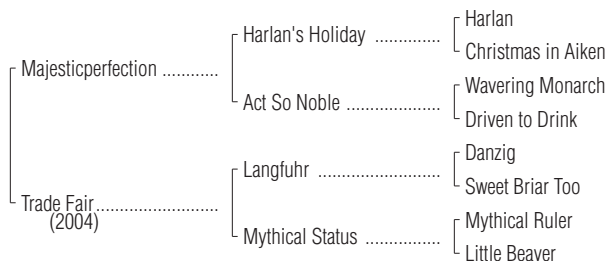 Harlan
Harlan's Holiday ..............
Christmas in Aiken
Majesticperfection ............
Wavering Monarch
Act So Noble ....................
Driven to Drink
Danzig
Langfuhr ..........................
Sweet Briar Too
Trade Fair..........................
(2004)
Mythical Ruler
Mythical Status ................
Little Beaver